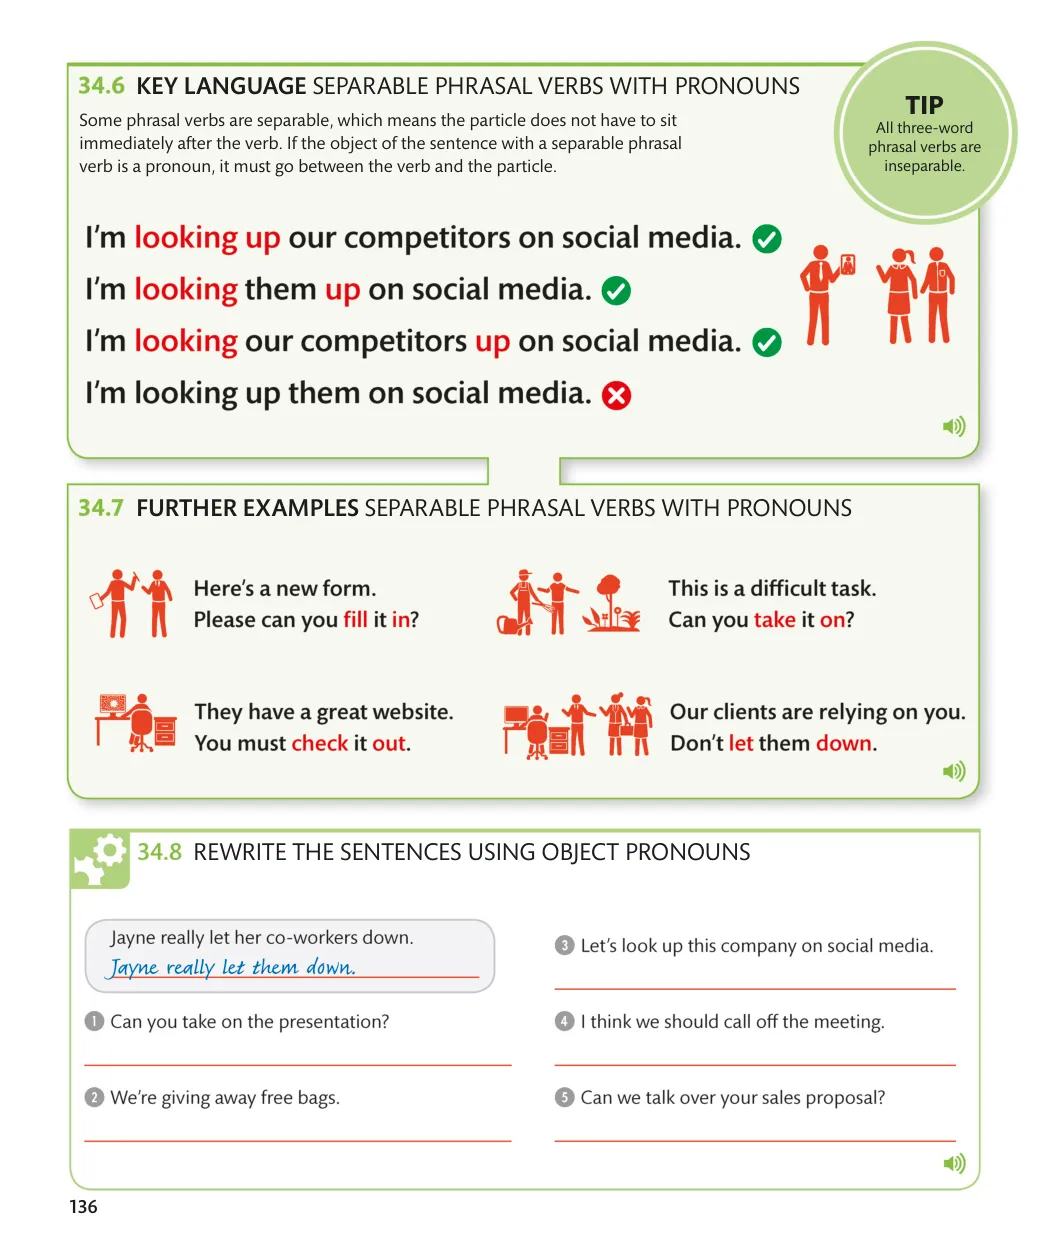 34.6 KEY LANGUAGE SEPARABLE PHRASAL VERBS WITH PRONOUNS
Some phrasal verbs are separable, which means the particle does not have to sit
immediately after the verb. If the object of the sentence with a separable phrasal
verb is a pronoun, it must go between the verb and the particle.
TIP
All three-word
phrasal verbs are
inseparable.
I'm looking up our competitors on social media.
I'm looking them up on social media.
I'm looking our competitors up on social media.
I'm looking up them on social media.
34.7 FURTHER EXAMPLES SEPARABLE PHRASAL VERBS WITH PRONOUNS
Here's a new form.
Please can you fill it in?
This is a difficult task.
Can you take it on?
They have a great website.
You must check it out.
Our clients are relying on you.
Don't let them down.
34.8 REWRITE THE SENTENCES USING OBJECT PRONOUNS
Jayne really let her co-workers down.
Jayne really let them down.
1 Can you take on the presentation?
2 We're giving away free bags.
3 Let's look up this company on social media.
4 I think we should call off the meeting.
5 Can we talk over your sales proposal?
136